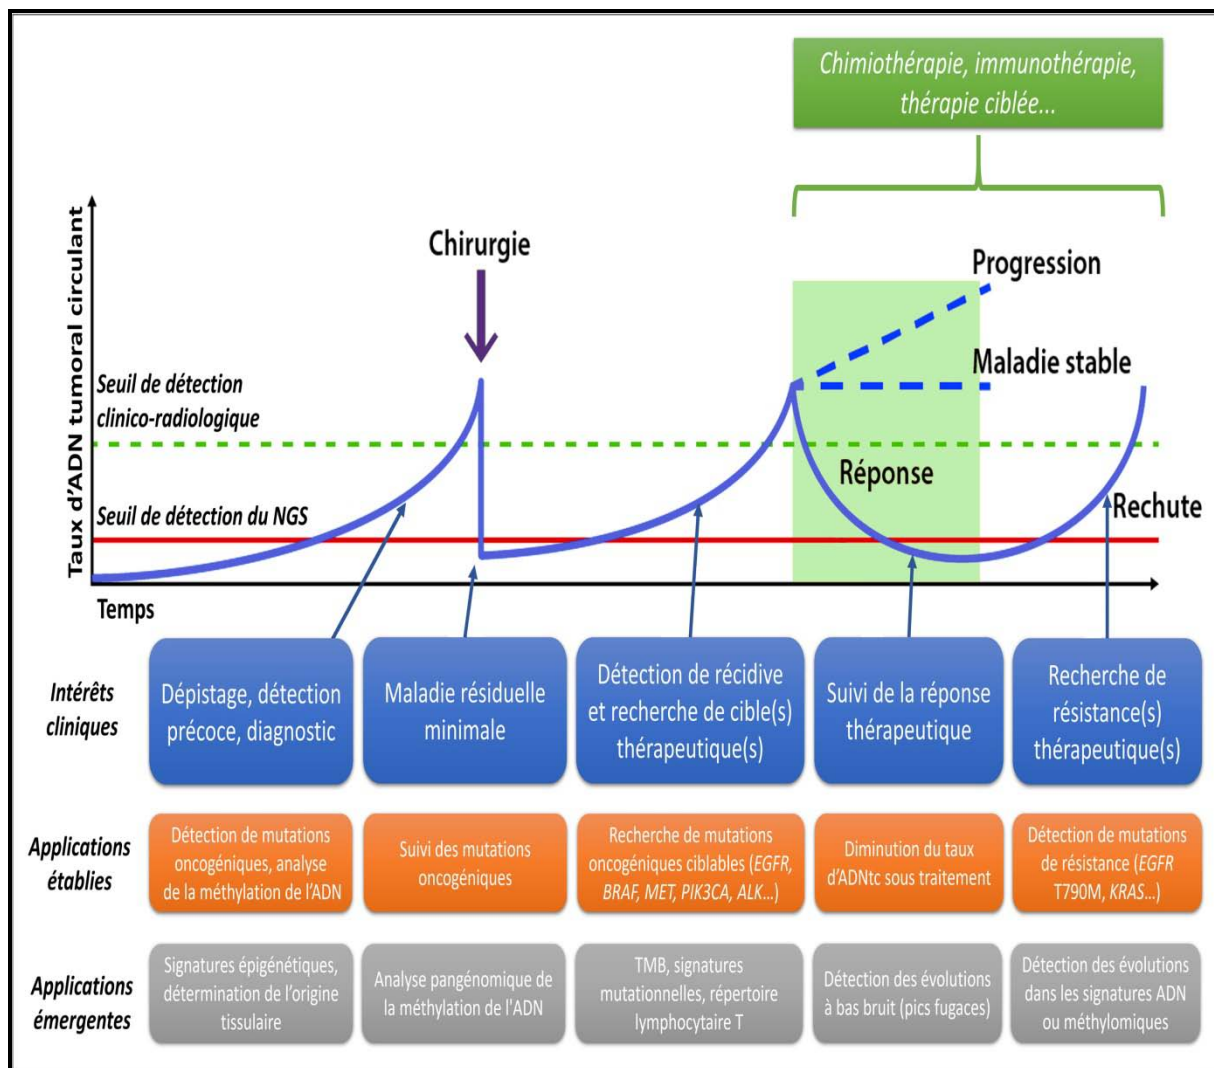 Chimiothérapie, immunothérapie,
thérapie ciblée...
Taux d'ADN tumoral circulant
Chirurgie
Progression
Maladie stable
Seuil de détection
clinico-radiologique
Réponse
Seuil de détection du NGS
Rechute
Temps
Intérêts
cliniques
Dépistage, détection
précoce, diagnostic
Maladie résiduelle
minimale
Détection de récidive
et recherche de cible(s)
thérapeutique(s)
Suivi de la réponse
thérapeutique
Recherche de
résistance(s)
thérapeutique(s)
Applications
établies
Détection de mutations
oncogéniques, analyse
de la méthylation de l'ADN
Suivi des mutations
oncogéniques
Recherche de mutations
oncogéniques ciblables (EGFR,
BRAF, MET, PIK3CA, ALK...)
Diminution du taux
d'ADNtc sous traitement
Détection de mutations
de résistance (EGFR
T790M, KRAS...)
Applications
émergentes
Signatures épigénétiques,
détermination de l'origine
tissulaire
Analyse pangénomique de
la méthylation de l'ADN
TMB, signatures
mutationnelles, répertoire
lymphocytaire T
Détection des évolutions
à bas bruit (pics fugaces)
Détection des évolutions
dans les signatures ADN
ou méthylomiques